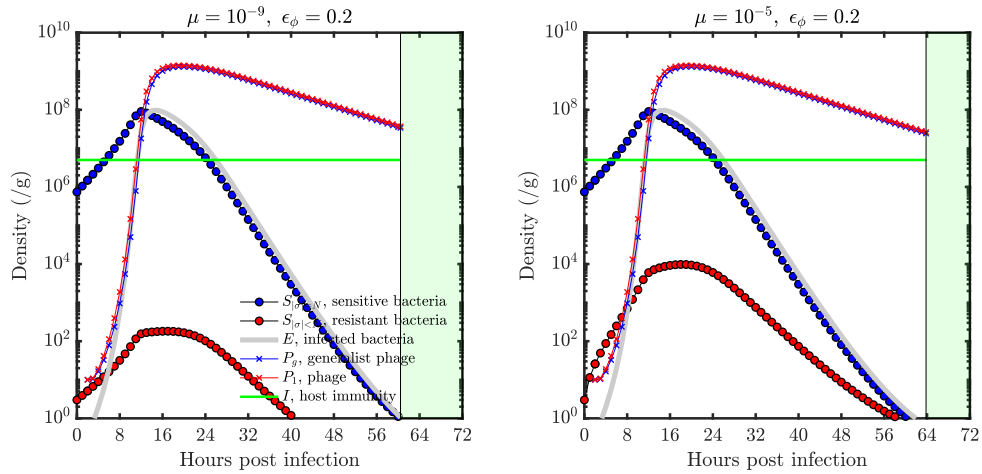 μ = 10⁻⁹, ϵ_ϕ = 0.2
Density (/g)
10¹⁰
10⁸
10⁶
10⁴
10²
10⁰
0 8 16 24 32 40 48 56 64 72
Hours post infection
, sensitive bacteria
, resistant bacteria
E, infected bacteria
P_g, generalist phage
P₁, phage
I, host immunity
μ = 10⁻⁵, ϵ_ϕ = 0.2
Density (/g)
10¹⁰
10⁸
10⁶
10⁴
10²
10⁰
0 8 16 24 32 40 48 56 64 72
Hours post infection